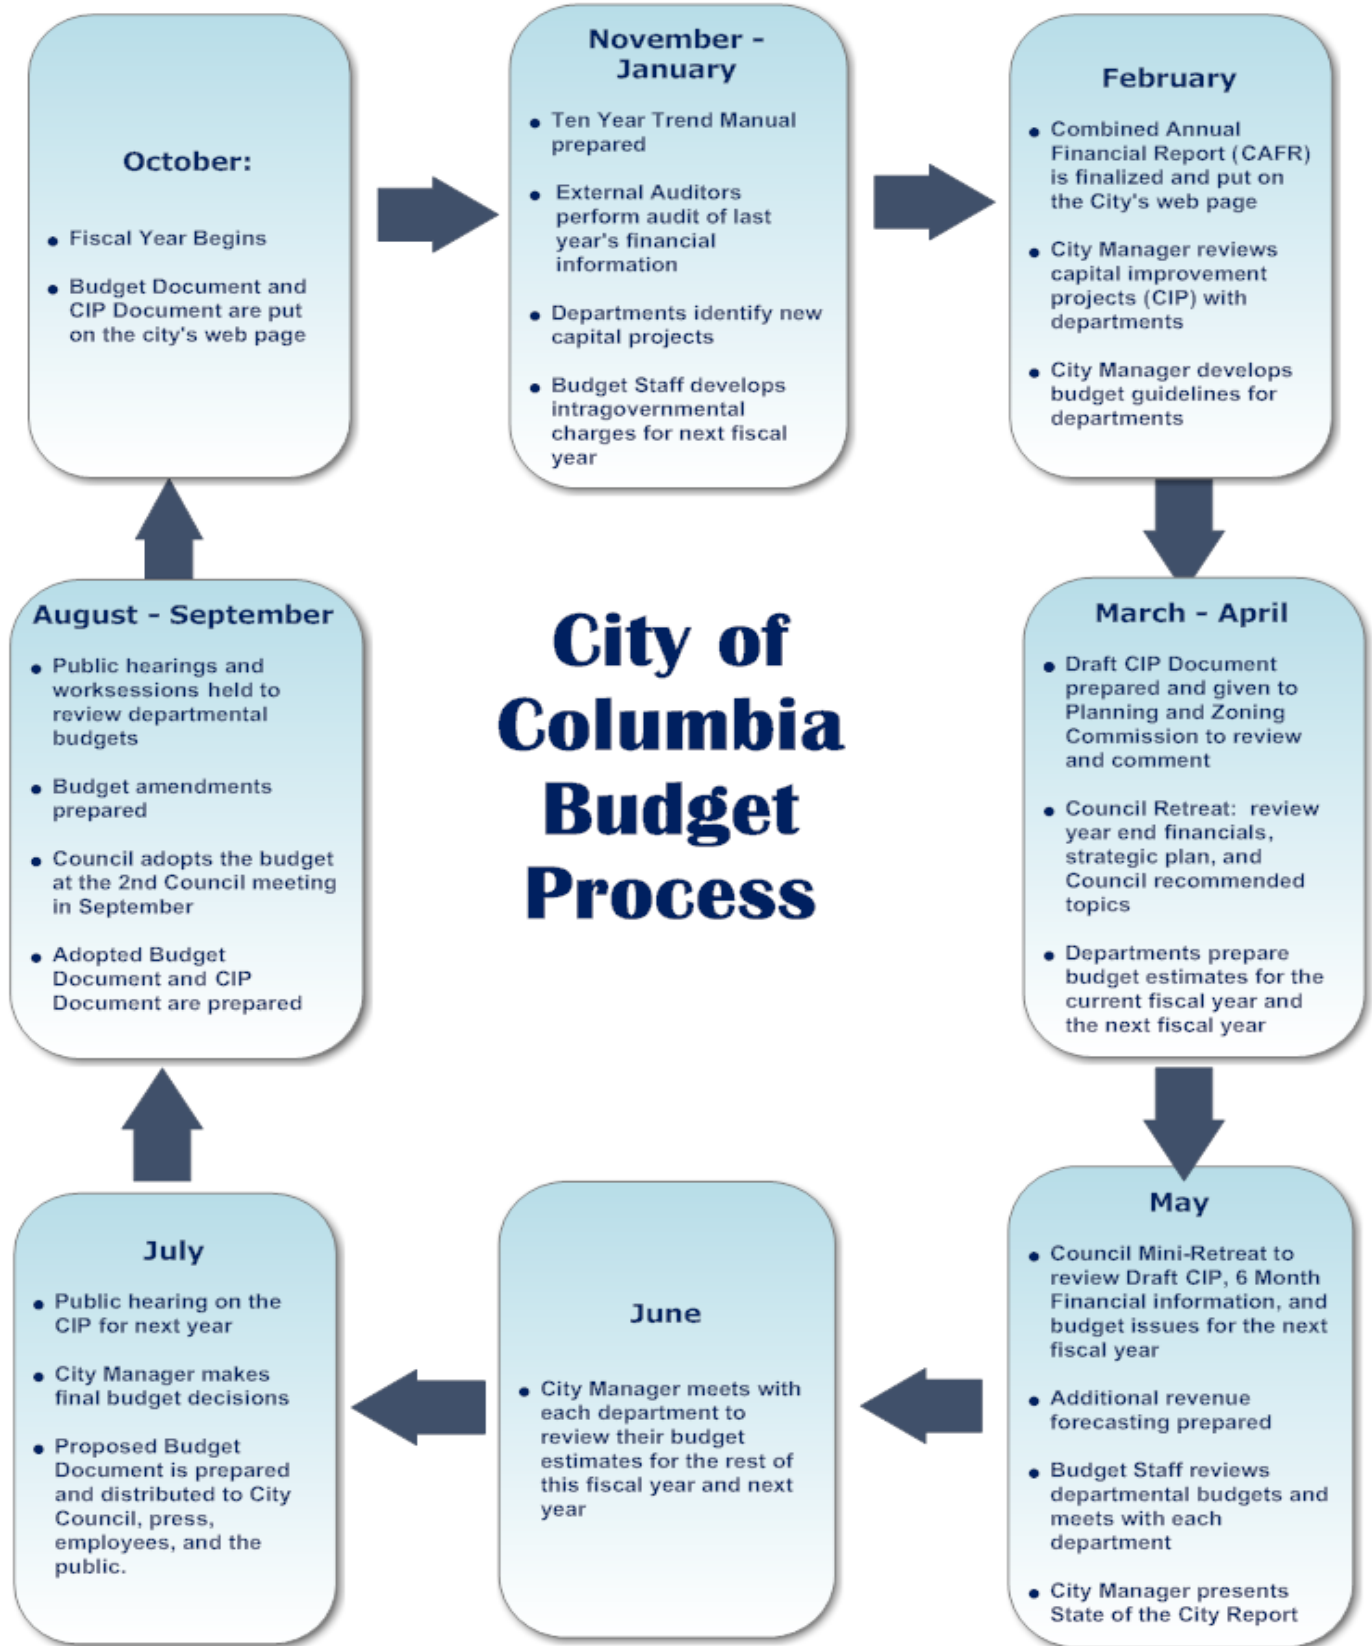 October:
• Fiscal Year Begins
• Budget Document and
CIP Document are put
on the city's web page
November -
January
• Ten Year Trend Manual
prepared
• External Auditors
perform audit of last
year's financial
information
• Departments identify new
capital projects
• Budget Staff develops
intragovernmental
charges for next fiscal
year
February
• Combined Annual
Financial Report (CAFR)
is finalized and put on
the City's web page
• City Manager reviews
capital improvement
projects (CIP) with
departments
• City Manager develops
budget guidelines for
departments
City of
Columbia
Budget
Process
March - April
• Draft CIP Document
prepared and given to
Planning and Zoning
Commission to review
and comment
• Council Retreat: review
year end financials,
strategic plan, and
Council recommended
topics
• Departments prepare
budget estimates for the
current fiscal year and
the next fiscal year
May
• Council Mini-Retreat to
review Draft CIP, 6 Month
Financial information, and
budget issues for the next
fiscal year
• Additional revenue
forecasting prepared
• Budget Staff reviews
departmental budgets and
meets with each
department
• City Manager presents
State of the City Report
June
• City Manager meets with
each department to
review their budget
estimates for the rest of
this fiscal year and next
year
July
• Public hearing on the
CIP for next year
• City Manager makes
final budget decisions
• Proposed Budget
Document is prepared
and distributed to City
Council, press,
employees, and the
public.
August - September
• Public hearings and
worksessions held to
review departmental
budgets
• Budget amendments
prepared
• Council adopts the budget
at the 2nd Council meeting
in September
• Adopted Budget
Document and CIP
Document are prepared